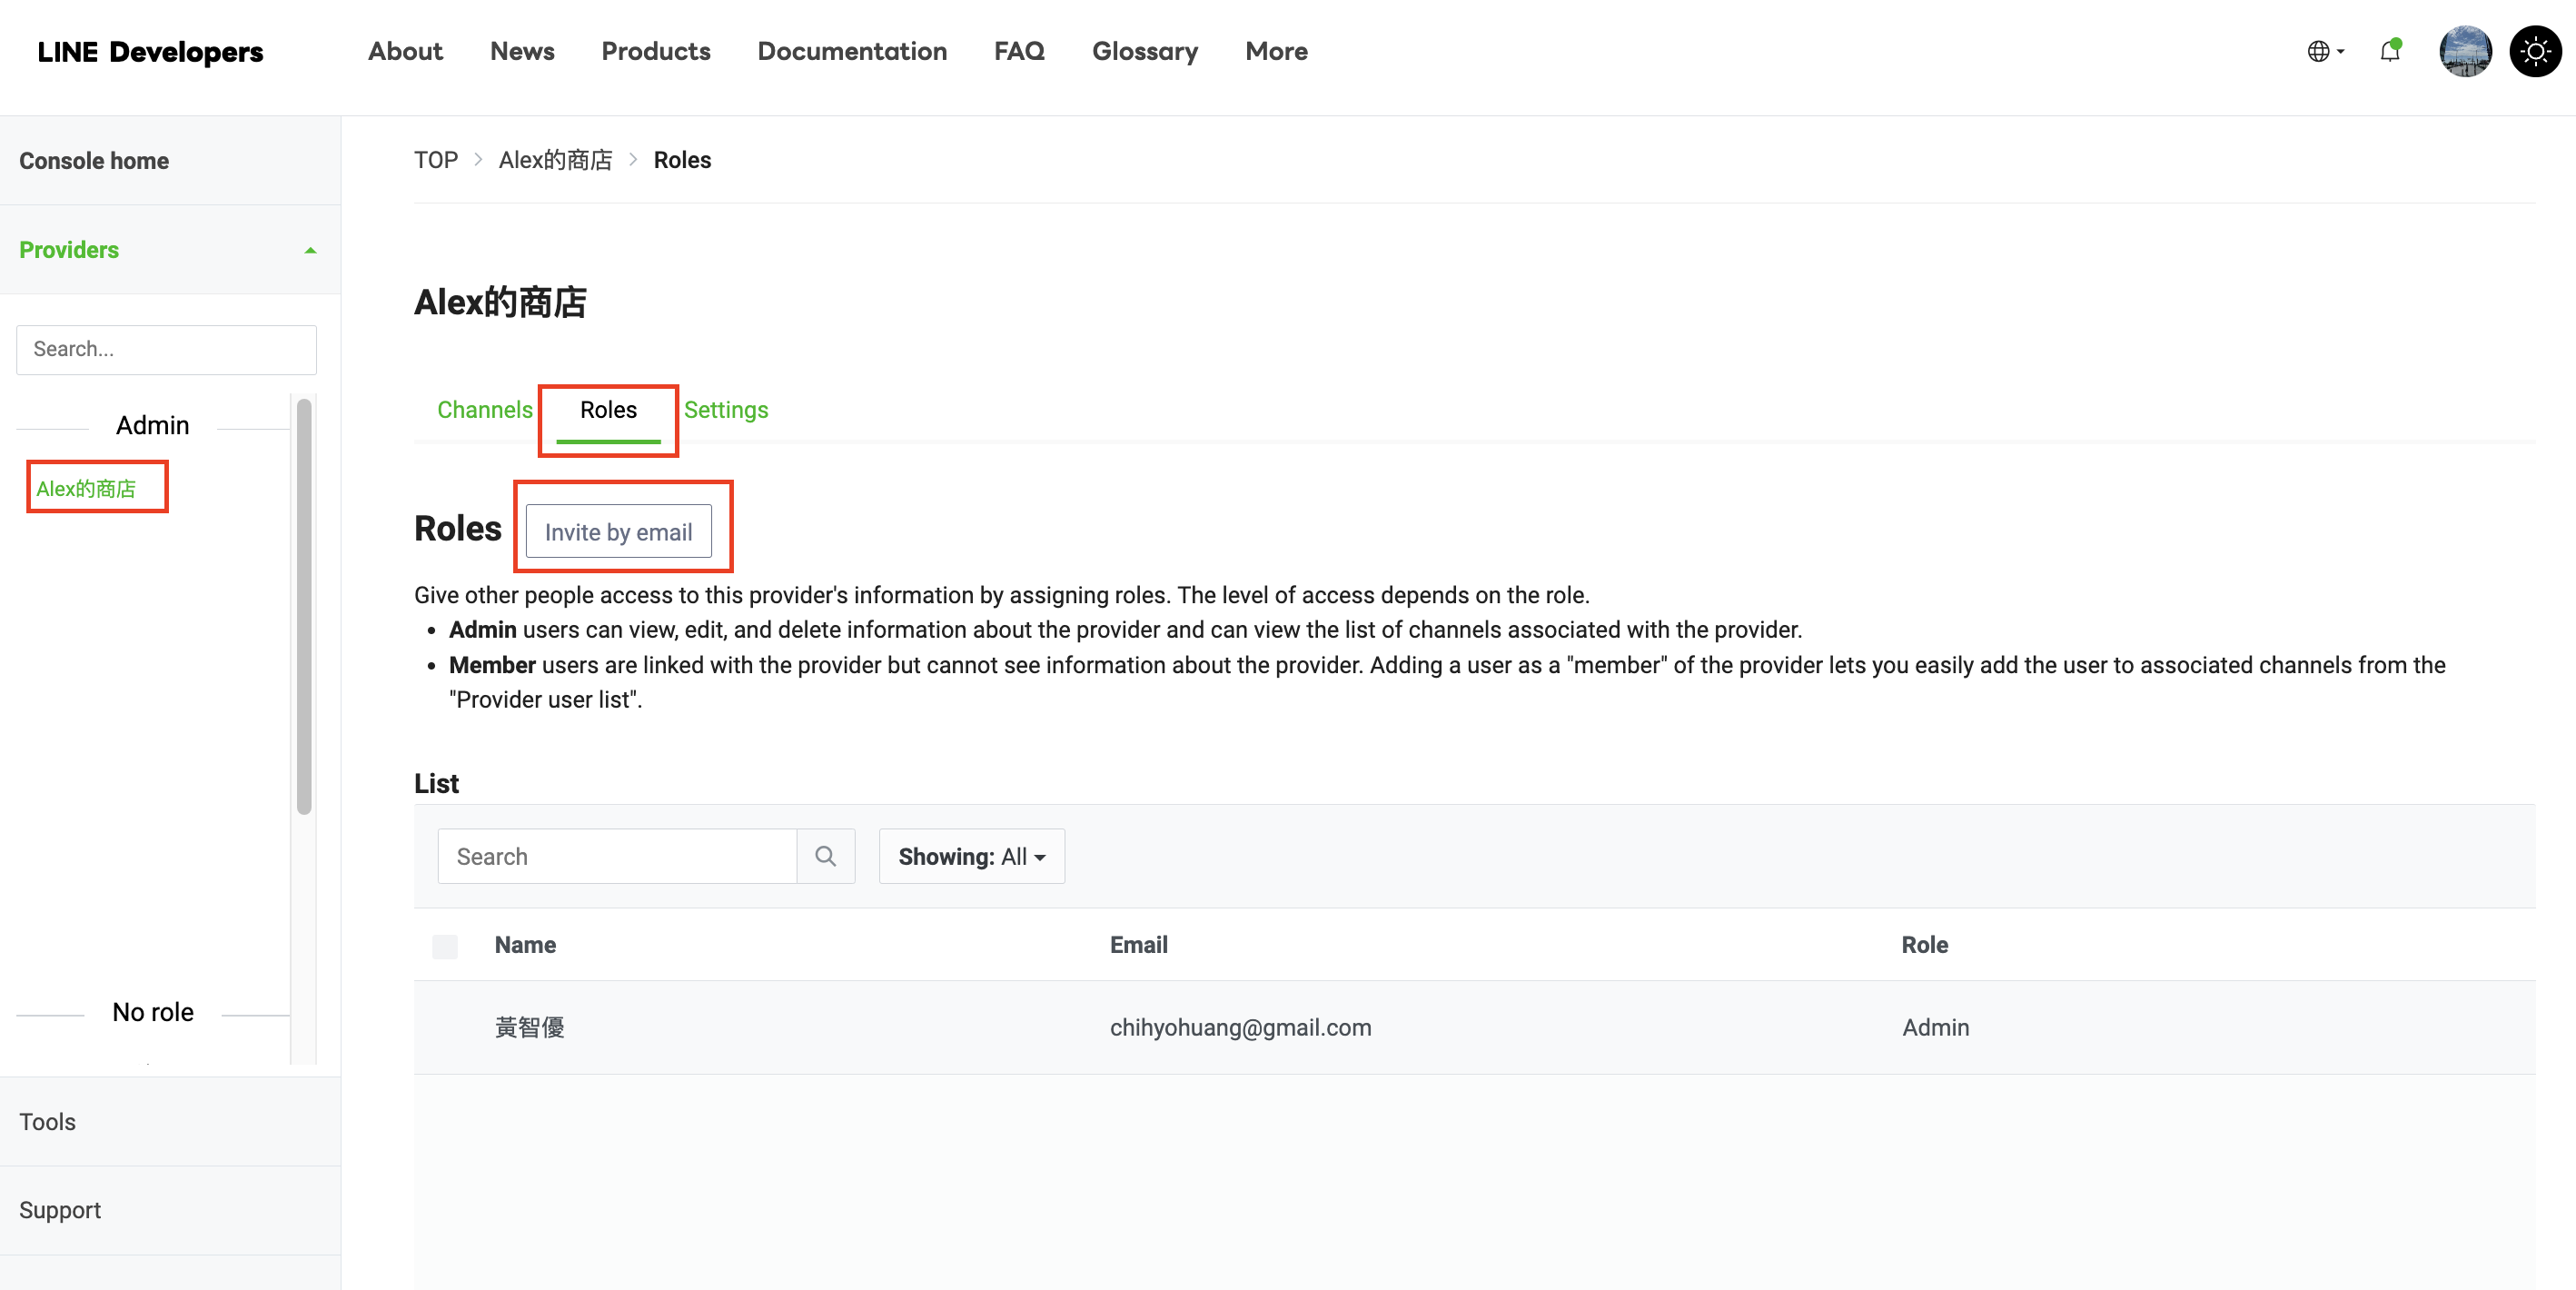 LINE Developers
About
News
Products
Documentation
FAQ
Glossary
More
Console home
Providers
Search...
Admin
Alex的商店
No role
Tools
Support
TOP > Alex的商店 > Roles
Alex的商店
Channels
Roles
Settings
Roles
Invite by email
Give other people access to this provider's information by assigning roles. The level of access depends on the role.
• Admin users can view, edit, and delete information about the provider and can view the list of channels associated with the provider.
• Member users are linked with the provider but cannot see information about the provider. Adding a user as a "member" of the provider lets you easily add the user to associated channels from the
"Provider user list".
List
Search
Showing: All
Name Email Role
黃智優 chihyohuang@gmail.com Admin